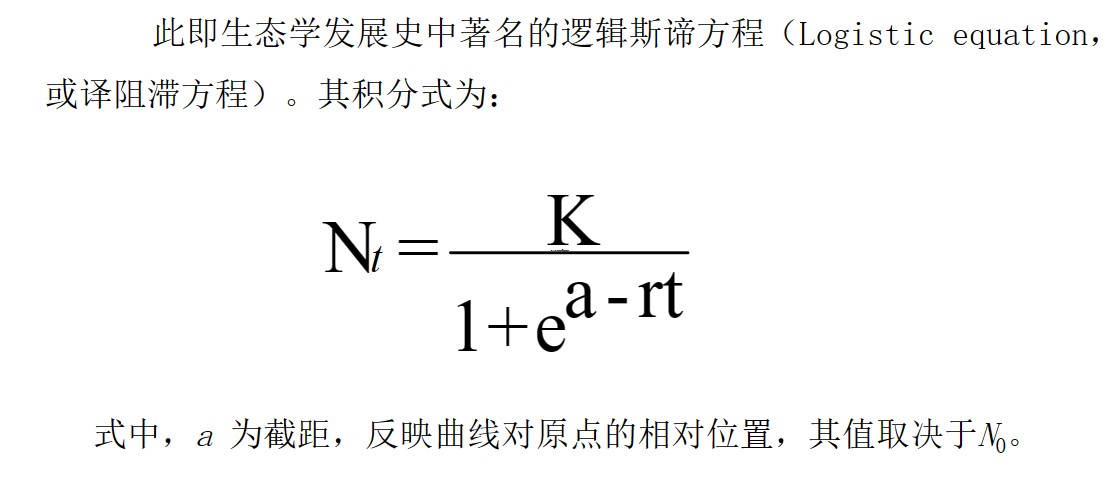 此即生态学发展史中著名的逻辑斯谛方程（Logistic equation，
或译阻滞方程）。其积分式为：
N_t = K / (1+e^(a-rt))
式中，a 为截距，反映曲线对原点的相对位置，其值取决于N₀。